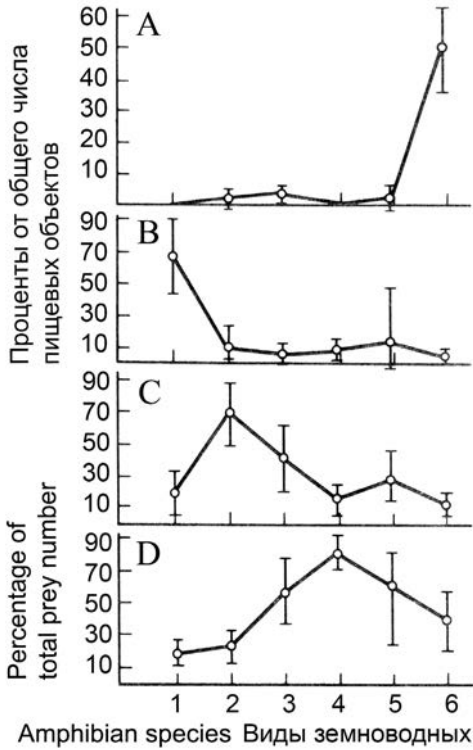 Проценты от общего числа
пищевых объектов
Percentage of
total prey number
A
60
50
40
30
20
10
B
90
70
50
30
10
C
90
70
50
30
10
D
90
70
50
30
10
1 2 3 4 5 6
Amphibian species Виды земноводных